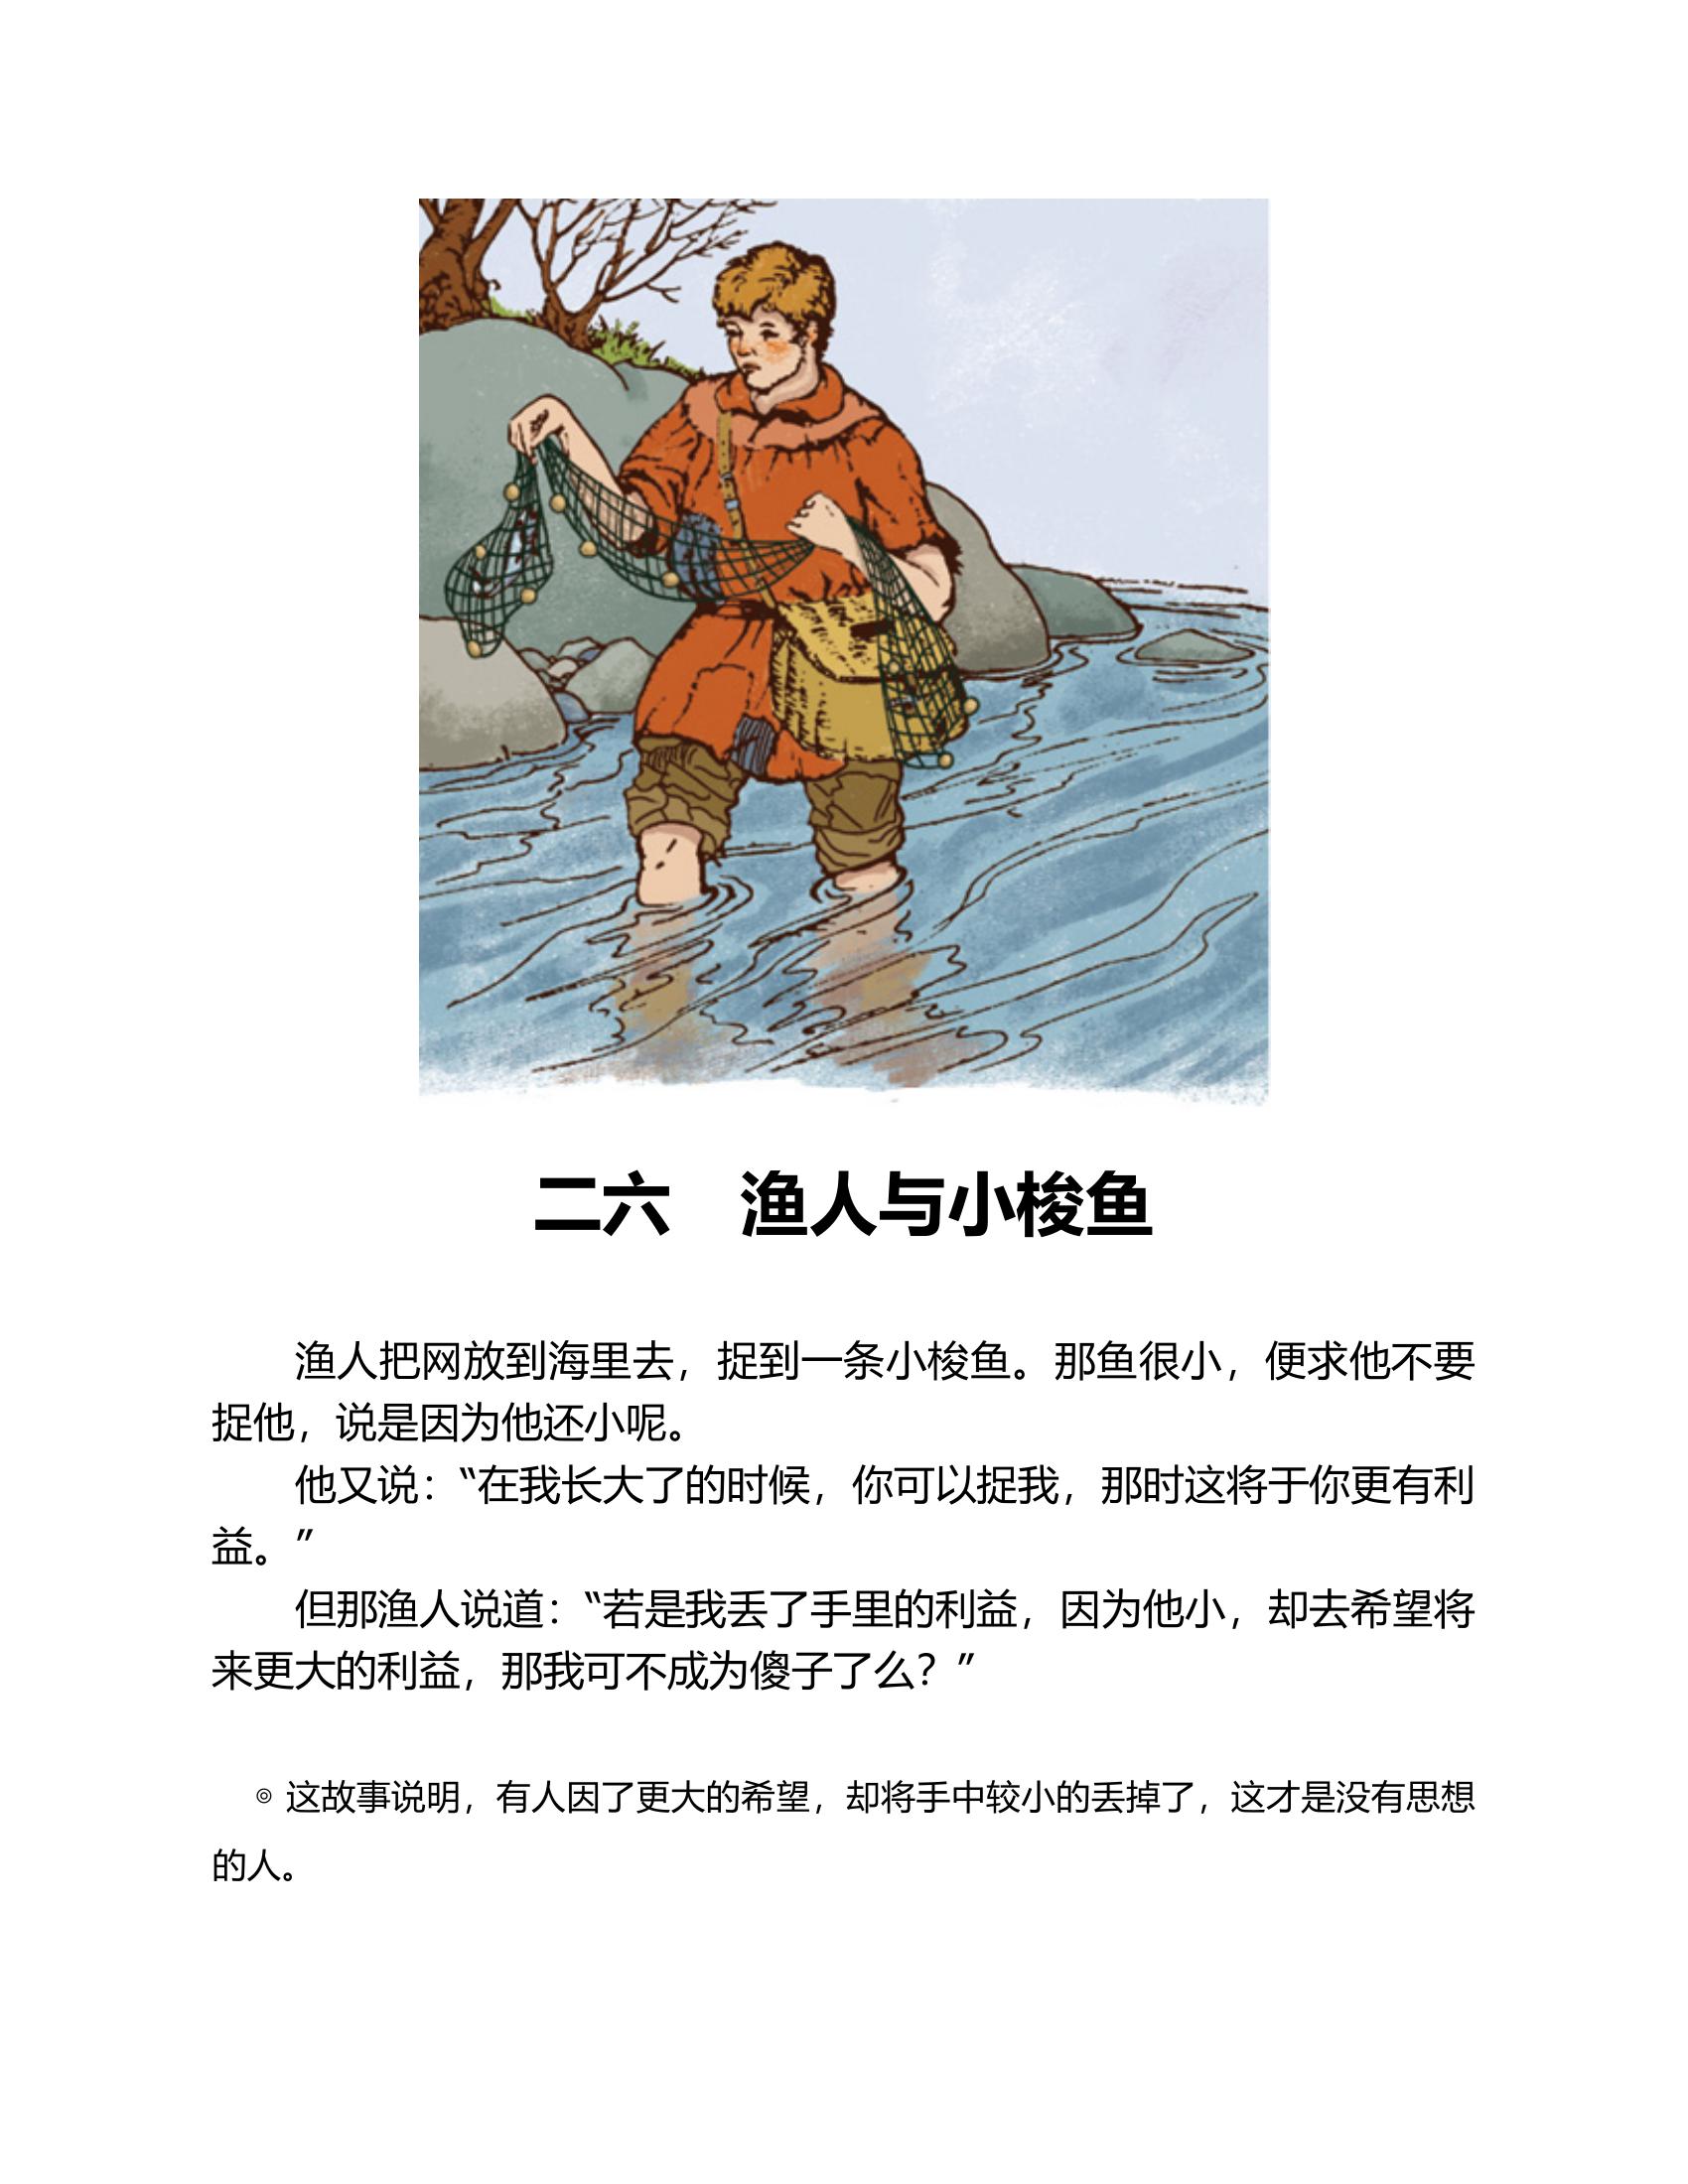 二六　渔人与小梭鱼
渔人把网放到海里去，捉到一条小梭鱼。那鱼很小，便求他不要
捉他，说是因为他还小呢。
他又说：“在我长大了的时候，你可以捉我，那时这将于你更有利
益。”
但那渔人说道：“若是我丢了手里的利益，因为他小，却去希望将
来更大的利益，那我可不成为傻子了么？”
◎ 这故事说明，有人因了更大的希望，却将手中较小的丢掉了，这才是没有思想
的人。